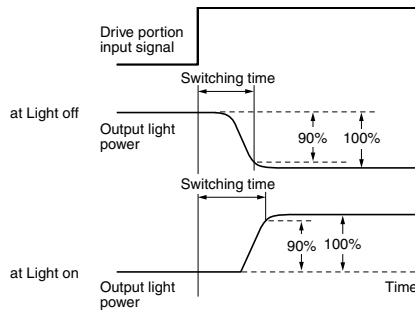 Drive portion
input signal
Switching time
at Light off
Output light
power
90%
100%
Switching time
90%
100%
at Light on
Output light
power
Time